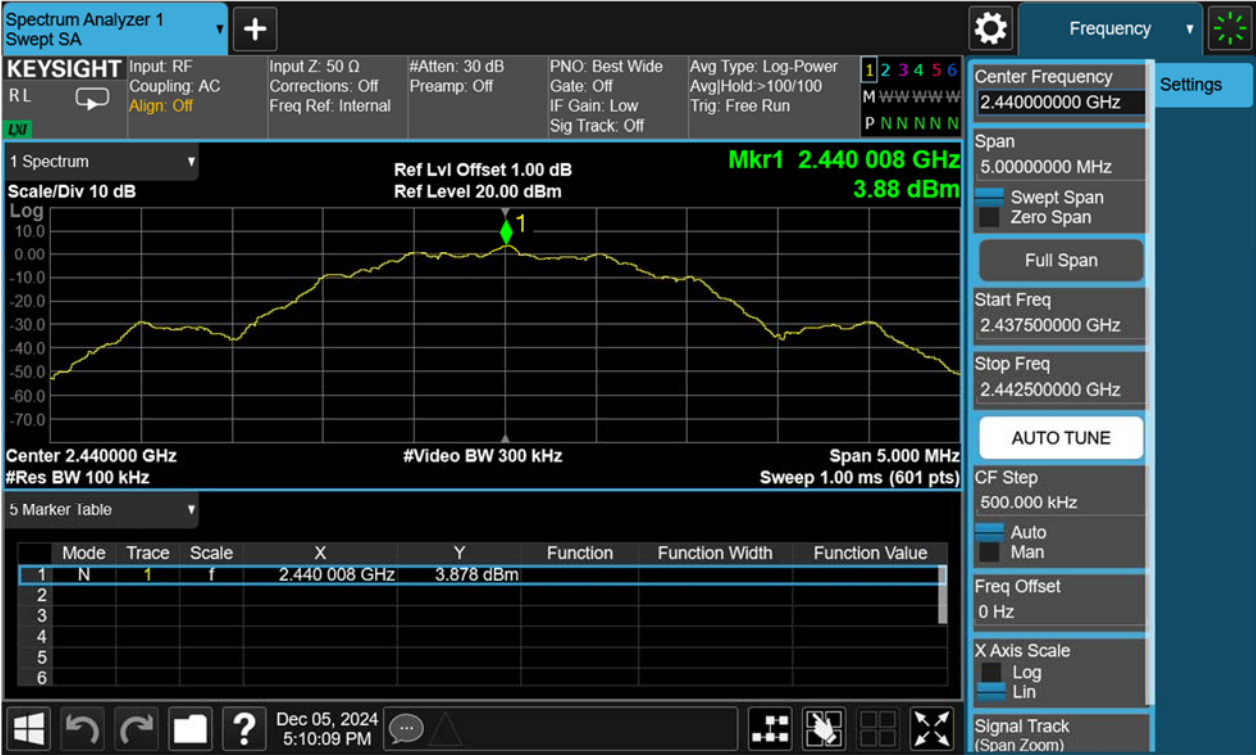 Spectrum Analyzer 1
Swept SA
+
Frequency
KEYSIGHT
R L
LXI
Input: RF
Coupling: AC
Align: Off
Input Z: 50 Ω
Corrections: Off
Freq Ref: Internal
#Atten: 30 dB
Preamp: Off
PNO: Best Wide
Gate: Off
IF Gain: Low
Sig Track: Off
Avg Type: Log-Power
Avg|Hold:>100/100
Trig: Free Run
1 2 3 4 5 6
M W W W W W
P N N N N N
1 Spectrum
Scale/Div 10 dB
Ref Lvl Offset 1.00 dB
Ref Level 20.00 dBm
Mkr1 2.440 008 GHz
3.88 dBm
Log
10.0
0.00
-10.0
-20.0
-30.0
-40.0
-50.0
-60.0
-70.0
1
Center 2.440000 GHz
#Res BW 100 kHz
#Video BW 300 kHz
Span 5.000 MHz
Sweep 1.00 ms (601 pts)
5 Marker Table
Mode Trace Scale X Y Function Function Width Function Value
1 N 1 f 2.440 008 GHz 3.878 dBm
2
3
4
5
6
?
Dec 05, 2024
5:10:09 PM
Center Frequency
2.440000000 GHz
Span
5.00000000 MHz
Swept Span
Zero Span
Full Span
Start Freq
2.437500000 GHz
Stop Freq
2.442500000 GHz
AUTO TUNE
CF Step
500.000 kHz
Auto
Man
Freq Offset
0 Hz
X Axis Scale
Log
Lin
Signal Track
(Span Zoom)
Settings